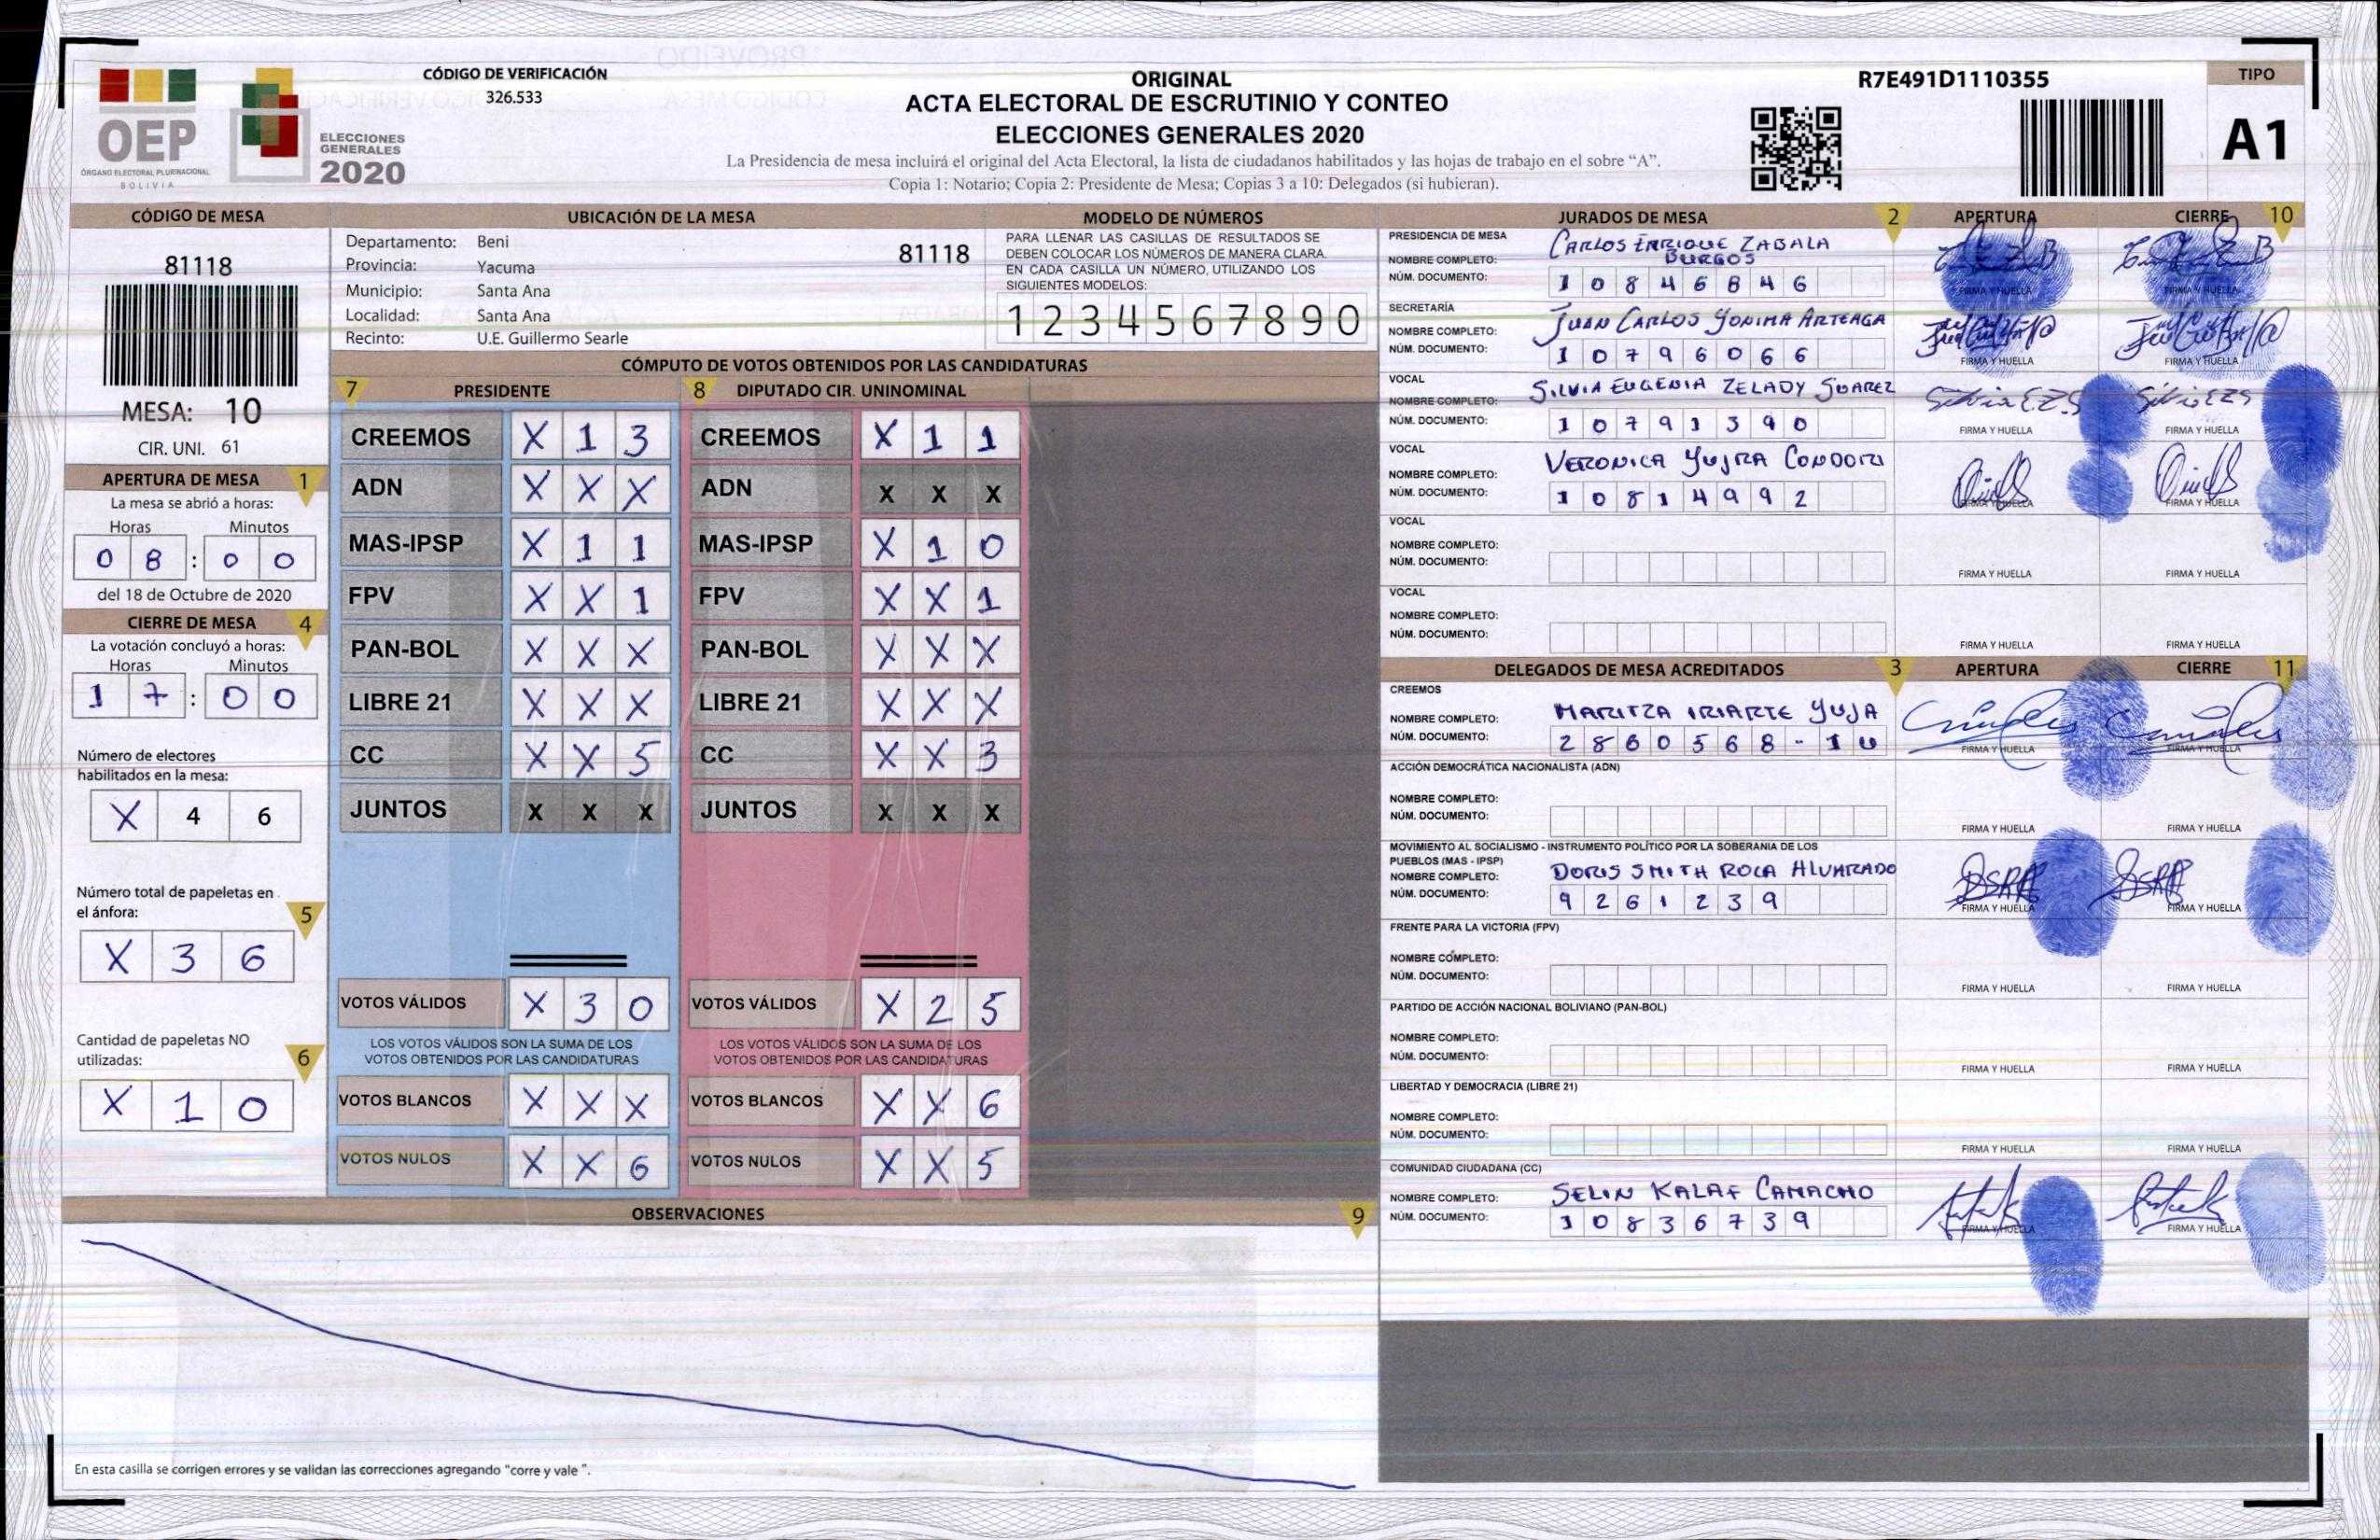 CÓDIGO DE VERIFICACIÓN
326.533
OEP
ÓRGANO ELECTORAL PLURINACIONAL
BOLIVIA
ELECCIONES
GENERALES
2020
ORIGINAL
ACTA ELECTORAL DE ESCRUTINIO Y CONTEO
ELECCIONES GENERALES 2020
La Presidencia de mesa incluirá el original del Acta Electoral, la lista de ciudadanos habilitados y las hojas de trabajo en el sobre “A”.
Copia 1: Notario; Copia 2: Presidente de Mesa; Copias 3 a 10: Delegados (si hubieran).
R7E491D1110355
TIPO
A1
CÓDIGO DE MESA
81118
MESA: 10
CIR. UNI. 61
APERTURA DE MESA 1
La mesa se abrió a horas:
Horas Minutos
0 8 : 0 0
del 18 de Octubre de 2020
CIERRE DE MESA 4
La votación concluyó a horas:
Horas Minutos
1 7 : 0 0
Número de electores
habilitados en la mesa:
X 4 6
Número total de papeletas en
el ánfora:
5
X 3 6
Cantidad de papeletas NO
utilizadas:
6
X 1 0
UBICACIÓN DE LA MESA
Departamento: Beni
81118
Provincia: Yacuma
Municipio: Santa Ana
Localidad: Santa Ana
Recinto: U.E. Guillermo Searle
MODELO DE NÚMEROS
PARA LLENAR LAS CASILLAS DE RESULTADOS SE
DEBEN COLOCAR LOS NÚMEROS DE MANERA CLARA.
EN CADA CASILLA UN NÚMERO, UTILIZANDO LOS
SIGUIENTES MODELOS:
1 2 3 4 5 6 7 8 9 0
CÓMPUTO DE VOTOS OBTENIDOS POR LAS CANDIDATURAS
7 PRESIDENTE
CREEMOS X 1 3
ADN X X X
MAS-IPSP X 1 1
FPV X X 1
PAN-BOL X X X
LIBRE 21 X X X
CC X X 5
JUNTOS X X X
VOTOS VÁLIDOS X 3 0
LOS VOTOS VÁLIDOS SON LA SUMA DE LOS
VOTOS OBTENIDOS POR LAS CANDIDATURAS
VOTOS BLANCOS X X X
VOTOS NULOS X X 6
8 DIPUTADO CIR. UNINOMINAL
CREEMOS X 1 1
ADN X X X
MAS-IPSP X 1 0
FPV X X 1
PAN-BOL X X X
LIBRE 21 X X X
CC X X 3
JUNTOS X X X
VOTOS VÁLIDOS X 2 5
LOS VOTOS VÁLIDOS SON LA SUMA DE LOS
VOTOS OBTENIDOS POR LAS CANDIDATURAS
VOTOS BLANCOS X X 6
VOTOS NULOS X X 5
OBSERVACIONES 9
En esta casilla se corrigen errores y se validan las correcciones agregando "corre y vale ".
JURADOS DE MESA 2 APERTURA CIERRE 10
PRESIDENCIA DE MESA
NOMBRE COMPLETO: CARLOS ENRIQUE ZABALA
BURGOS
NÚM. DOCUMENTO: 1 0 8 4 6 8 4 6
FIRMA Y HUELLA FIRMA Y HUELLA
SECRETARÍA
NOMBRE COMPLETO: JUAN CARLOS YONIMA ARTEAGA
NÚM. DOCUMENTO: 1 0 7 9 6 0 6 6
FIRMA Y HUELLA FIRMA Y HUELLA
VOCAL
NOMBRE COMPLETO: SILVIA EUGENIA ZELADY SUAREZ
NÚM. DOCUMENTO: 1 0 7 9 1 3 9 0
FIRMA Y HUELLA FIRMA Y HUELLA
VOCAL
NOMBRE COMPLETO: VERONICA YUJRA CONDORI
NÚM. DOCUMENTO: 1 0 8 1 4 9 9 2
FIRMA Y HUELLA FIRMA Y HUELLA
VOCAL
NOMBRE COMPLETO:
NÚM. DOCUMENTO:
FIRMA Y HUELLA FIRMA Y HUELLA
VOCAL
NOMBRE COMPLETO:
NÚM. DOCUMENTO:
FIRMA Y HUELLA FIRMA Y HUELLA
DELEGADOS DE MESA ACREDITADOS 3 APERTURA CIERRE 11
CREEMOS
NOMBRE COMPLETO: MARITZA IRIARTE YUJA
NÚM. DOCUMENTO: 2 8 6 0 5 6 8 - 1
FIRMA Y HUELLA FIRMA Y HUELLA
ACCIÓN DEMOCRÁTICA NACIONALISTA (ADN)
NOMBRE COMPLETO:
NÚM. DOCUMENTO:
FIRMA Y HUELLA FIRMA Y HUELLA
MOVIMIENTO AL SOCIALISMO - INSTRUMENTO POLÍTICO POR LA SOBERANIA DE LOS
PUEBLOS (MAS - IPSP)
NOMBRE COMPLETO: DORIS SMITH ROCA ALVARADO
NÚM. DOCUMENTO: 9 2 6 1 2 3 9
FIRMA Y HUELLA FIRMA Y HUELLA
FRENTE PARA LA VICTORIA (FPV)
NOMBRE COMPLETO:
NÚM. DOCUMENTO:
FIRMA Y HUELLA FIRMA Y HUELLA
PARTIDO DE ACCIÓN NACIONAL BOLIVIANO (PAN-BOL)
NOMBRE COMPLETO:
NÚM. DOCUMENTO:
FIRMA Y HUELLA FIRMA Y HUELLA
LIBERTAD Y DEMOCRACIA (LIBRE 21)
NOMBRE COMPLETO:
NÚM. DOCUMENTO:
FIRMA Y HUELLA FIRMA Y HUELLA
COMUNIDAD CIUDADANA (CC)
NOMBRE COMPLETO: SELIN KALAF CAMACHO
NÚM. DOCUMENTO: 1 0 8 3 6 7 3 9
FIRMA Y HUELLA FIRMA Y HUELLA